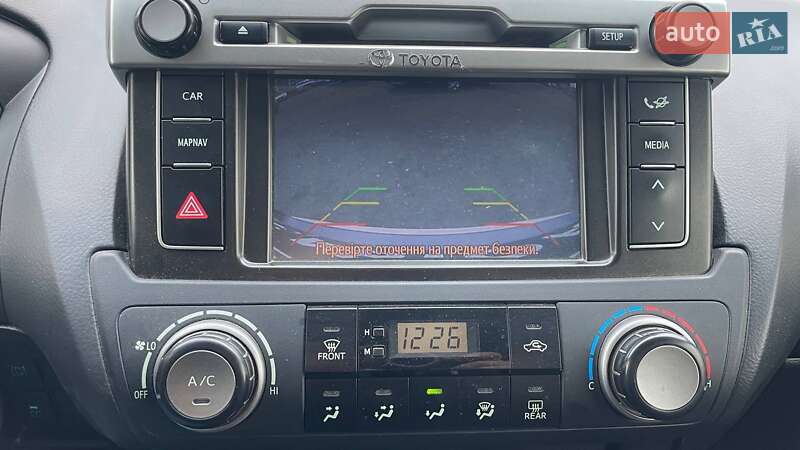 auto RIA
.com
SETUP
TOYOTA
CAR
MAPNAV
MEDIA
Перевірте оточення на предмет безпеки.
LO
OFF
A/C
HI
FRONT
H
M
12:26
REAR
C
H